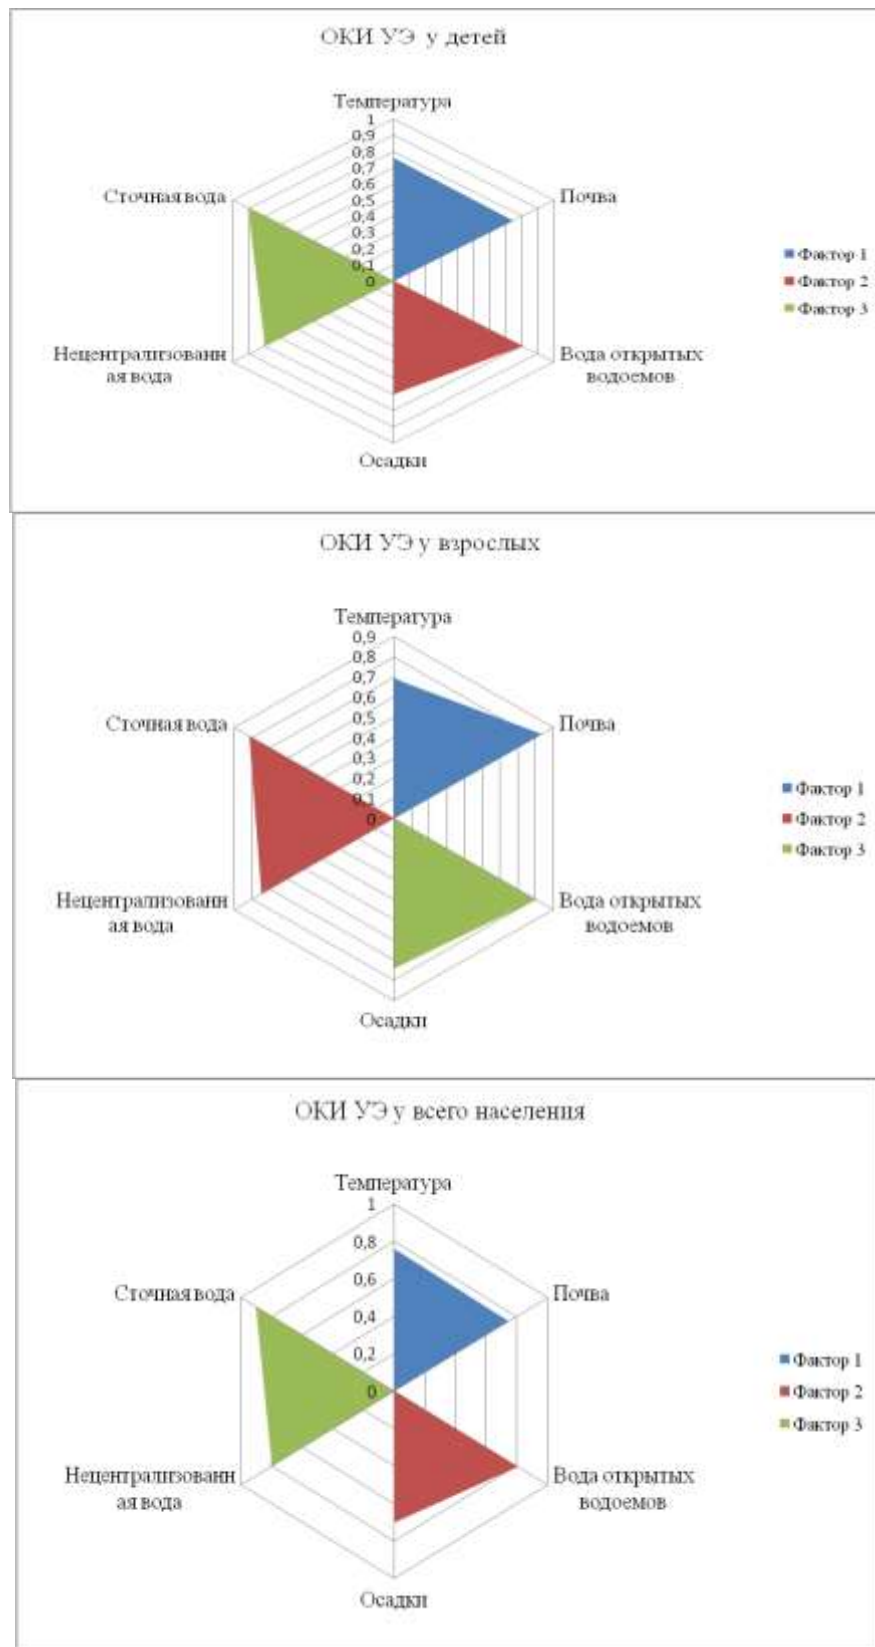 ОКИ УЭ у детей
Температура
1
0,9
0,8
0,7
0,6
0,5
0,4
0,3
0,2
0,1
0
Сточная вода
Почва
Нецентрализованн
ая вода
Вода открытых
водоемов
Осадки
Фактор 1
Фактор 2
Фактор 3
ОКИ УЭ у взрослых
Температура
0,9
0,8
0,7
0,6
0,5
0,4
0,3
0,2
0,1
0
Сточная вода
Почва
Нецентрализованн
ая вода
Вода открытых
водоемов
Осадки
Фактор 1
Фактор 2
Фактор 3
ОКИ УЭ у всего населения
Температура
1
0,8
0,6
0,4
0,2
0
Сточная вода
Почва
Нецентрализованн
ая вода
Вода открытых
водоемов
Осадки
Фактор 1
Фактор 2
Фактор 3